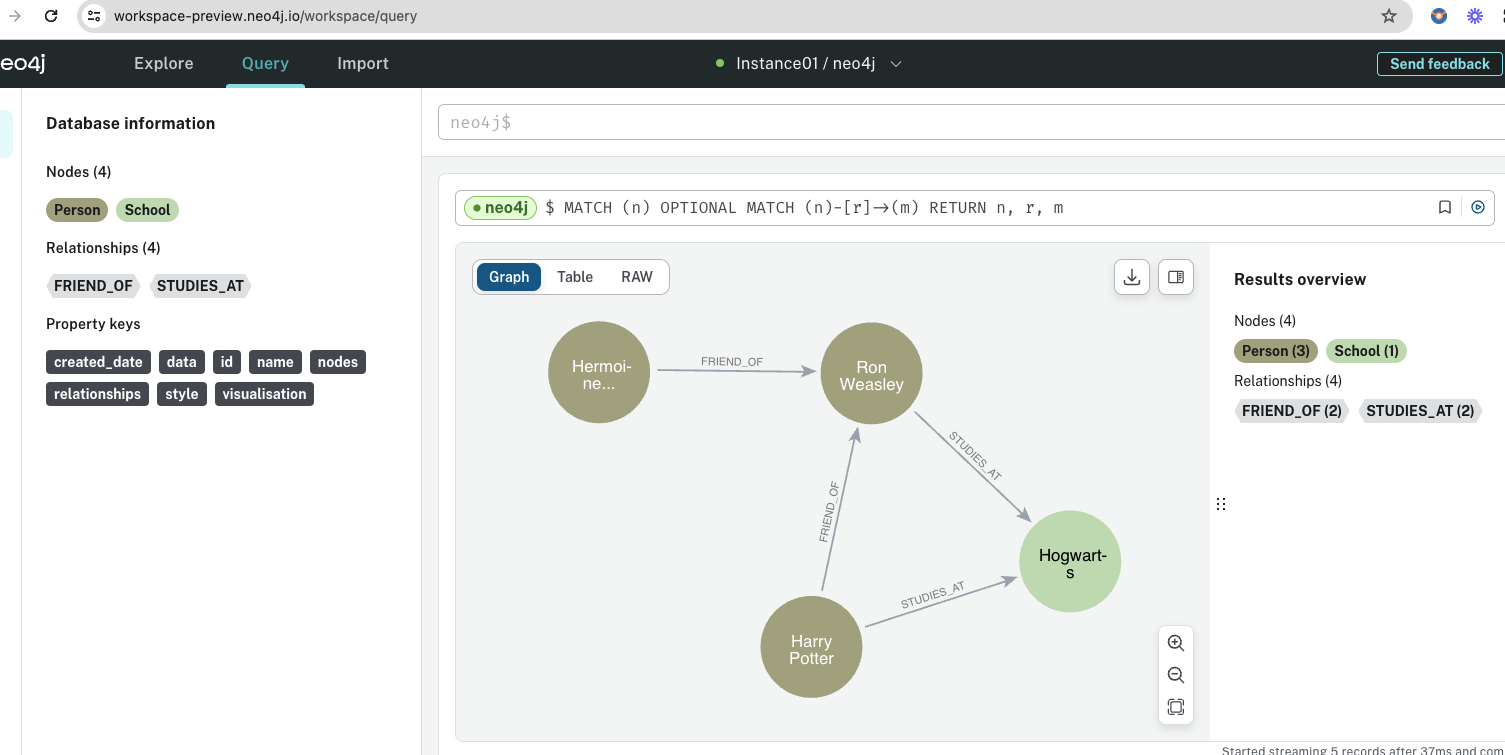 workspace-preview.neo4j.io/workspace/query
eo4j
Explore
Query
Import
Instance01 / neo4j
Send feedback
Database information
Nodes (4)
Person School
Relationships (4)
FRIEND_OF STUDIES_AT
Property keys
created_date data id name nodes
relationships style visualisation
neo4j$
neo4j $ MATCH (n) OPTIONAL MATCH (n)-[r]->(m) RETURN n, r, m
Graph Table RAW
Hermoi-
ne...
FRIEND_OF
Ron
Weasley
STUDIES_AT
FRIEND_OF
Hogwart-
s
STUDIES_AT
Harry
Potter
Results overview
Nodes (4)
Person (3) School (1)
Relationships (4)
FRIEND_OF (2) STUDIES_AT (2)
Started streaming 5 records after 37ms and com